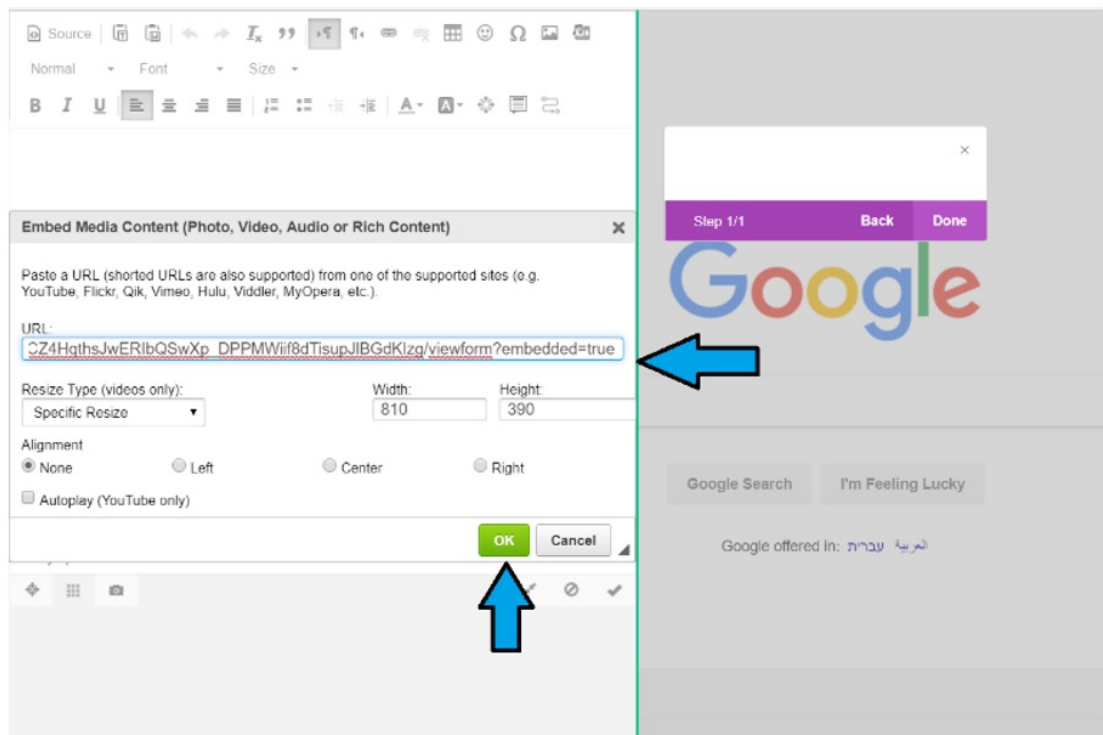 Source
Normal Font Size
B I U A A
Embed Media Content (Photo, Video, Audio or Rich Content)
Paste a URL (shorted URLs are also supported) from one of the supported sites (e.g.
YouTube, Flickr, Qik, Vimeo, Hulu, Viddler, MyOpera, etc.).
URL:
CZ4HqthsJwERIbQSwXp_DPPMWiif8dTisupJlBGdKIzg/viewform?embedded=true
Resize Type (videos only): Width: Height:
Specific Resize 810 390
Alignment
None Left Center Right
Autoplay (YouTube only)
OK Cancel
Step 1/1 Back Done
Google
Google Search I'm Feeling Lucky
Google offered in: עברית العربية